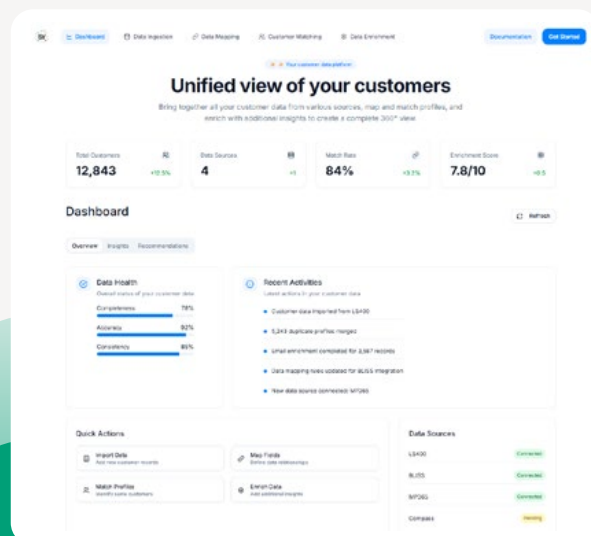 Dashboard
Data Ingestion
Data Mapping
Customer Matching
Data Enrichment
Documentation
Get Started
Your customer data platform
Unified view of your customers
Bring together all your customer data from various sources, map and match profiles, and
enrich with additional insights to create a complete 360° view
Total Customers
12,843
+12.5%
Data Sources
4
+1
Match Rate
84%
+3.2%
Enrichment Score
7.8/10
+0.5
Dashboard
Refresh
Overview
Insights
Recommendations
Data Health
Overall status of your customer data
Completeness
78%
Accuracy
92%
Consistency
85%
Recent Activities
Latest actions in your customer data
Customer data imported from LS400
duplicate profiles merged
Email enrichment completed for records
Data mapping rules updated for BLISS integration
New data source connected: MP365
Quick Actions
Import Data
Add new customer records
Map Fields
Define data relationships
Match Profiles
Identify same customers
Enrich Data
Add additional insights
Data Sources
LS400
Connected
BLISS
Connected
MP365
Connected
Compass
Pending